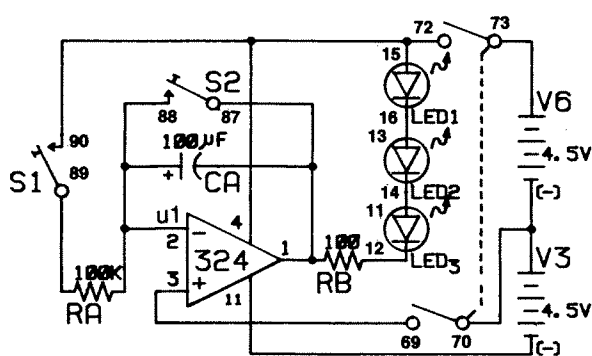 72 73
15
S2
88 87
90
89
S1
100µF
+ CA
16 LED1
13
14 LED2
11
LED3
V6
4.5V
(-)
u1
2 − 4
324 1
3 + 11
100 12
RB
100K
RA
V3
4.5V
(-)
69 70